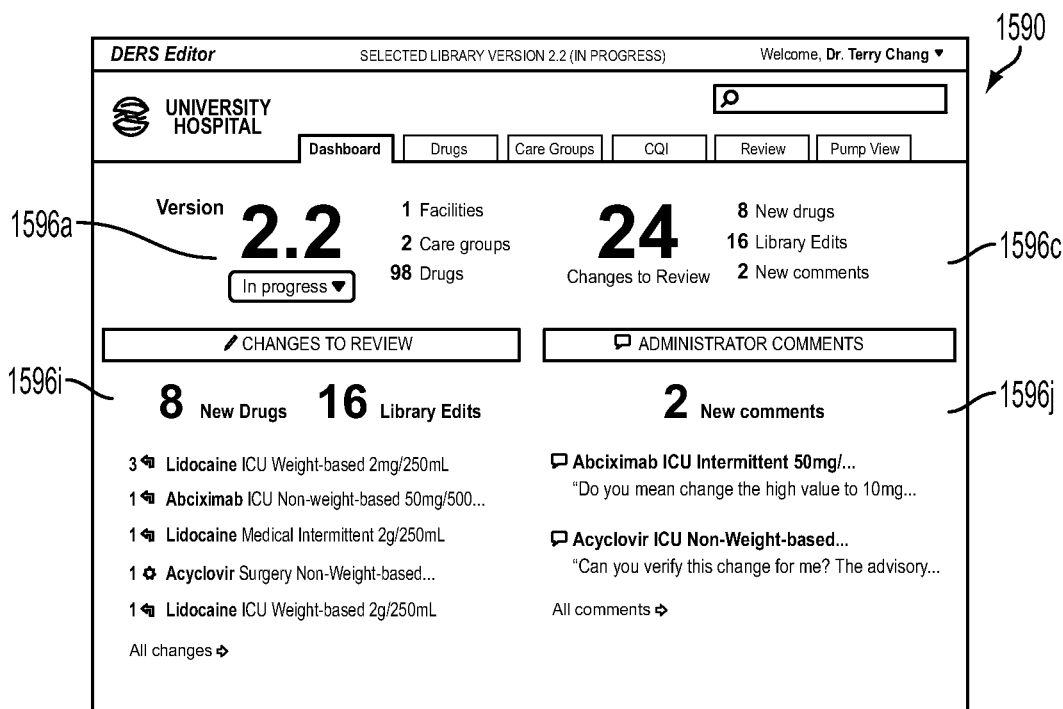 1590
DERS Editor SELECTED LIBRARY VERSION 2.2 (IN PROGRESS) Welcome, Dr. Terry Chang ▼
UNIVERSITY
HOSPITAL
Dashboard Drugs Care Groups CQI Review Pump View
1596a
Version 2.2
In progress ▼
1 Facilities
2 Care groups
98 Drugs
24
Changes to Review
8 New drugs
16 Library Edits
2 New comments
1596c
CHANGES TO REVIEW
1596i
8 New Drugs 16 Library Edits
3 Lidocaine ICU Weight-based 2mg/250mL
1 Abciximab ICU Non-weight-based 50mg/500...
1 Lidocaine Medical Intermittent 2g/250mL
1 Acyclovir Surgery Non-Weight-based...
1 Lidocaine ICU Weight-based 2g/250mL
All changes
ADMINISTRATOR COMMENTS
2 New comments
1596j
Abciximab ICU Intermittent 50mg/...
“Do you mean change the high value to 10mg...
Acyclovir ICU Non-Weight-based...
“Can you verify this change for me? The advisory...
All comments